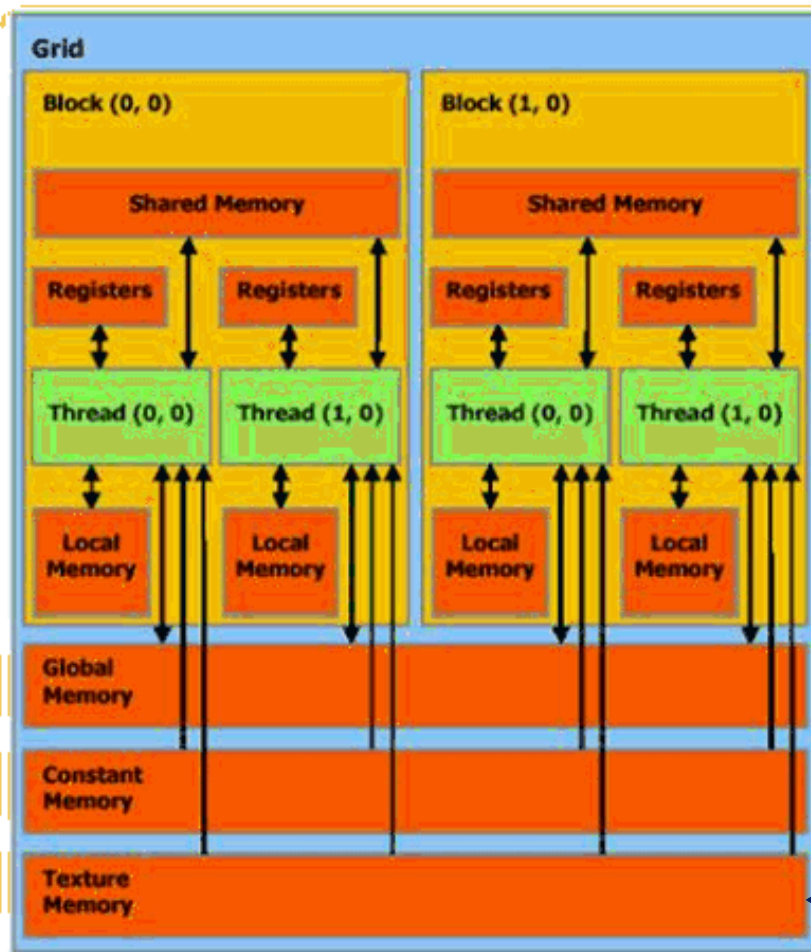 Grid
Block (0, 0)
Block (1, 0)
Shared Memory
Shared Memory
Registers
Registers
Registers
Registers
Thread (0, 0)
Thread (1, 0)
Thread (0, 0)
Thread (1, 0)
Local
Memory
Local
Memory
Local
Memory
Local
Memory
Global
Memory
Constant
Memory
Texture
Memory